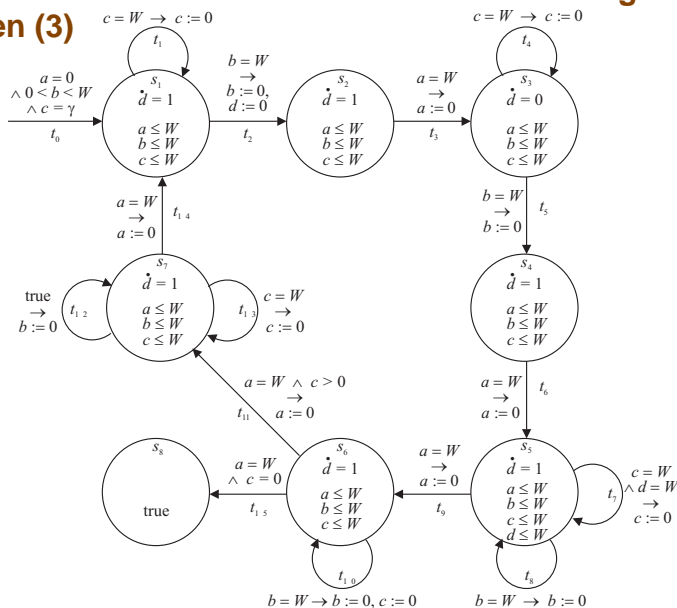 en (3)
c = W → c := 0
t1
a = 0
∧ 0 < b < W
∧ c = γ
t0
s1
ḋ = 1
a ≤ W
b ≤ W
c ≤ W
b = W
→
b := 0,
d := 0
t2
s2
ḋ = 1
a ≤ W
b ≤ W
c ≤ W
a = W
→
a := 0
t3
c = W → c := 0
t4
s3
ḋ = 0
a ≤ W
b ≤ W
c ≤ W
b = W
→
b := 0
t5
s4
ḋ = 1
a ≤ W
b ≤ W
c ≤ W
a = W
→
a := 0
t6
s5
ḋ = 1
a ≤ W
b ≤ W
c ≤ W
d ≤ W
c = W
∧ d = W
→
c := 0
t7
t8
b = W → b := 0
a = W
→
a := 0
t9
s6
ḋ = 1
a ≤ W
b ≤ W
c ≤ W
t10
b = W → b := 0, c := 0
a = W ∧ c > 0
→
a := 0
t11
s7
ḋ = 1
a ≤ W
b ≤ W
c ≤ W
true
→
b := 0
t12
t13
c = W
→
c := 0
a = W
→
a := 0
t14
a = W
∧ c = 0
t15
s8
true